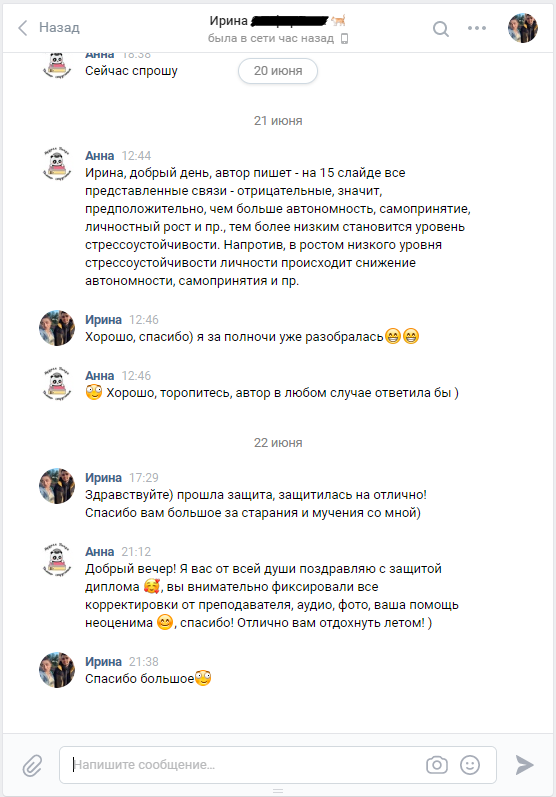 Назад
Ирина
была в сети час назад
Анна 18:38
Сейчас спрошу
20 июня
21 июня
Анна 12:44
Ирина, добрый день, автор пишет - на 15 слайде все
представленные связи - отрицательные, значит,
предположительно, чем больше автономность, самопринятие,
личностный рост и пр., тем более низким становится уровень
стрессоустойчивости. Напротив, в ростом низкого уровня
стрессоустойчивости личности происходит снижение
автономности, самопринятия и пр.
Ирина 12:46
Хорошо, спасибо) я за полночи уже разобралась😁😁
Анна 12:46
Хорошо, торопитесь, автор в любом случае ответила бы )
22 июня
Ирина 17:29
Здравствуйте) прошла защита, защитилась на отлично!
Спасибо вам большое за старания и мучения со мной)
Анна 21:12
Добрый вечер! Я вас от всей души поздравляю с защитой
диплома 🥰, вы внимательно фиксировали все
корректировки от преподавателя, аудио, фото, ваша помощь
неоценима 😊, спасибо! Отлично вам отдохнуть летом! )
Ирина 21:38
Спасибо большое
Напишите сообщение...